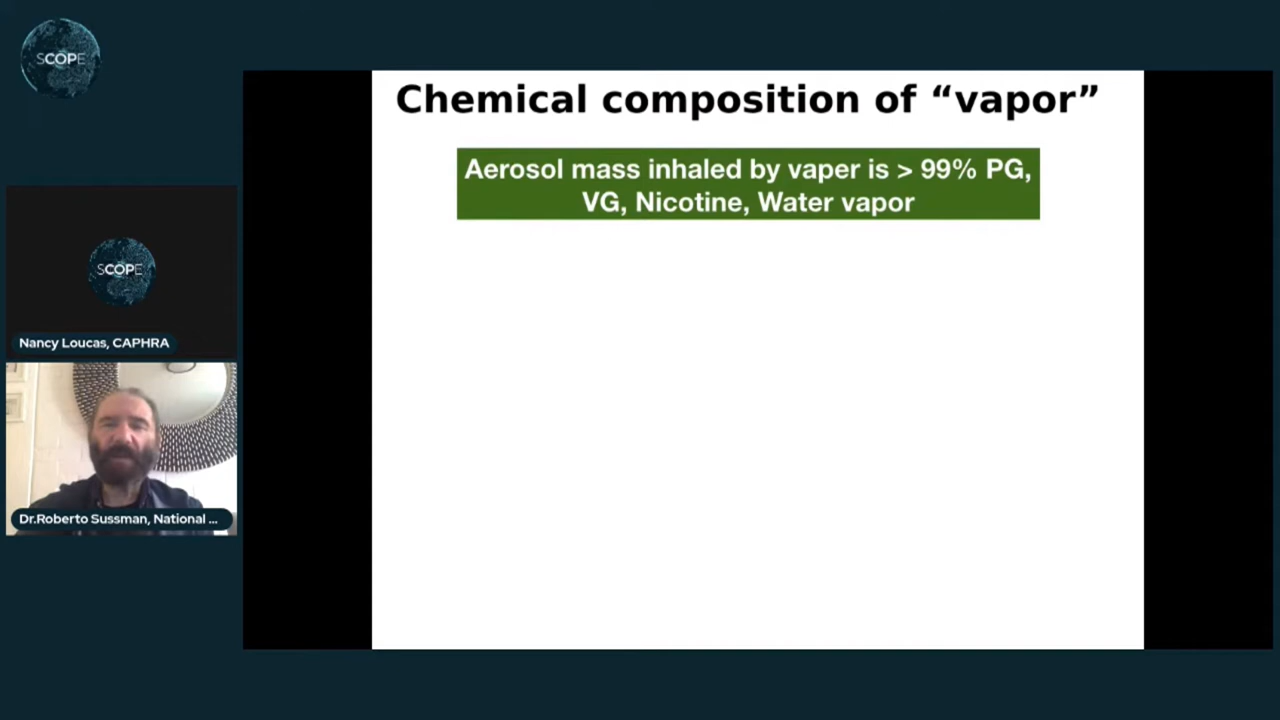 SCOPE
Chemical composition of “vapor”
Aerosol mass inhaled by vaper is > 99% PG,
VG, Nicotine, Water vapor
SCOPE
Nancy Loucas, CAPHRA
Dr.Roberto Sussman, National ...